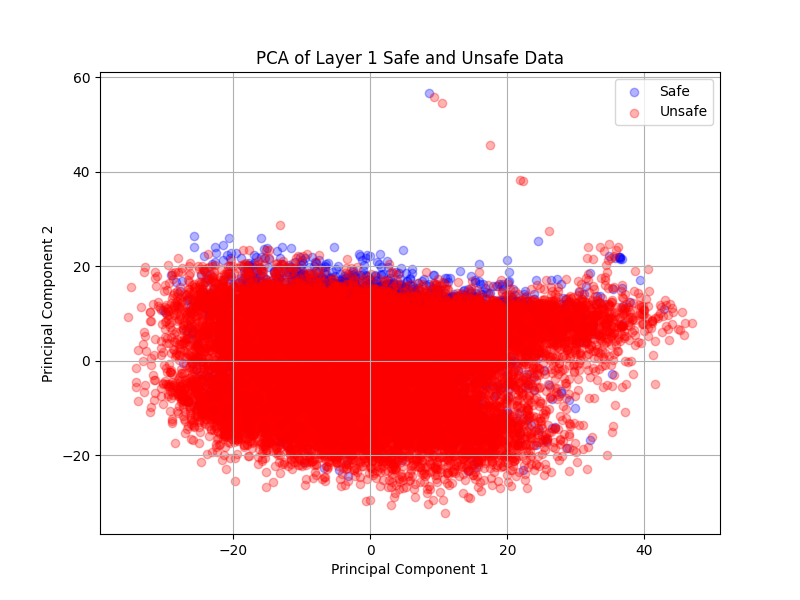 PCA of Layer 1 Safe and Unsafe Data
Safe
Unsafe
60
40
20
0
−20
Principal Component 2
−20 0 20 40
Principal Component 1